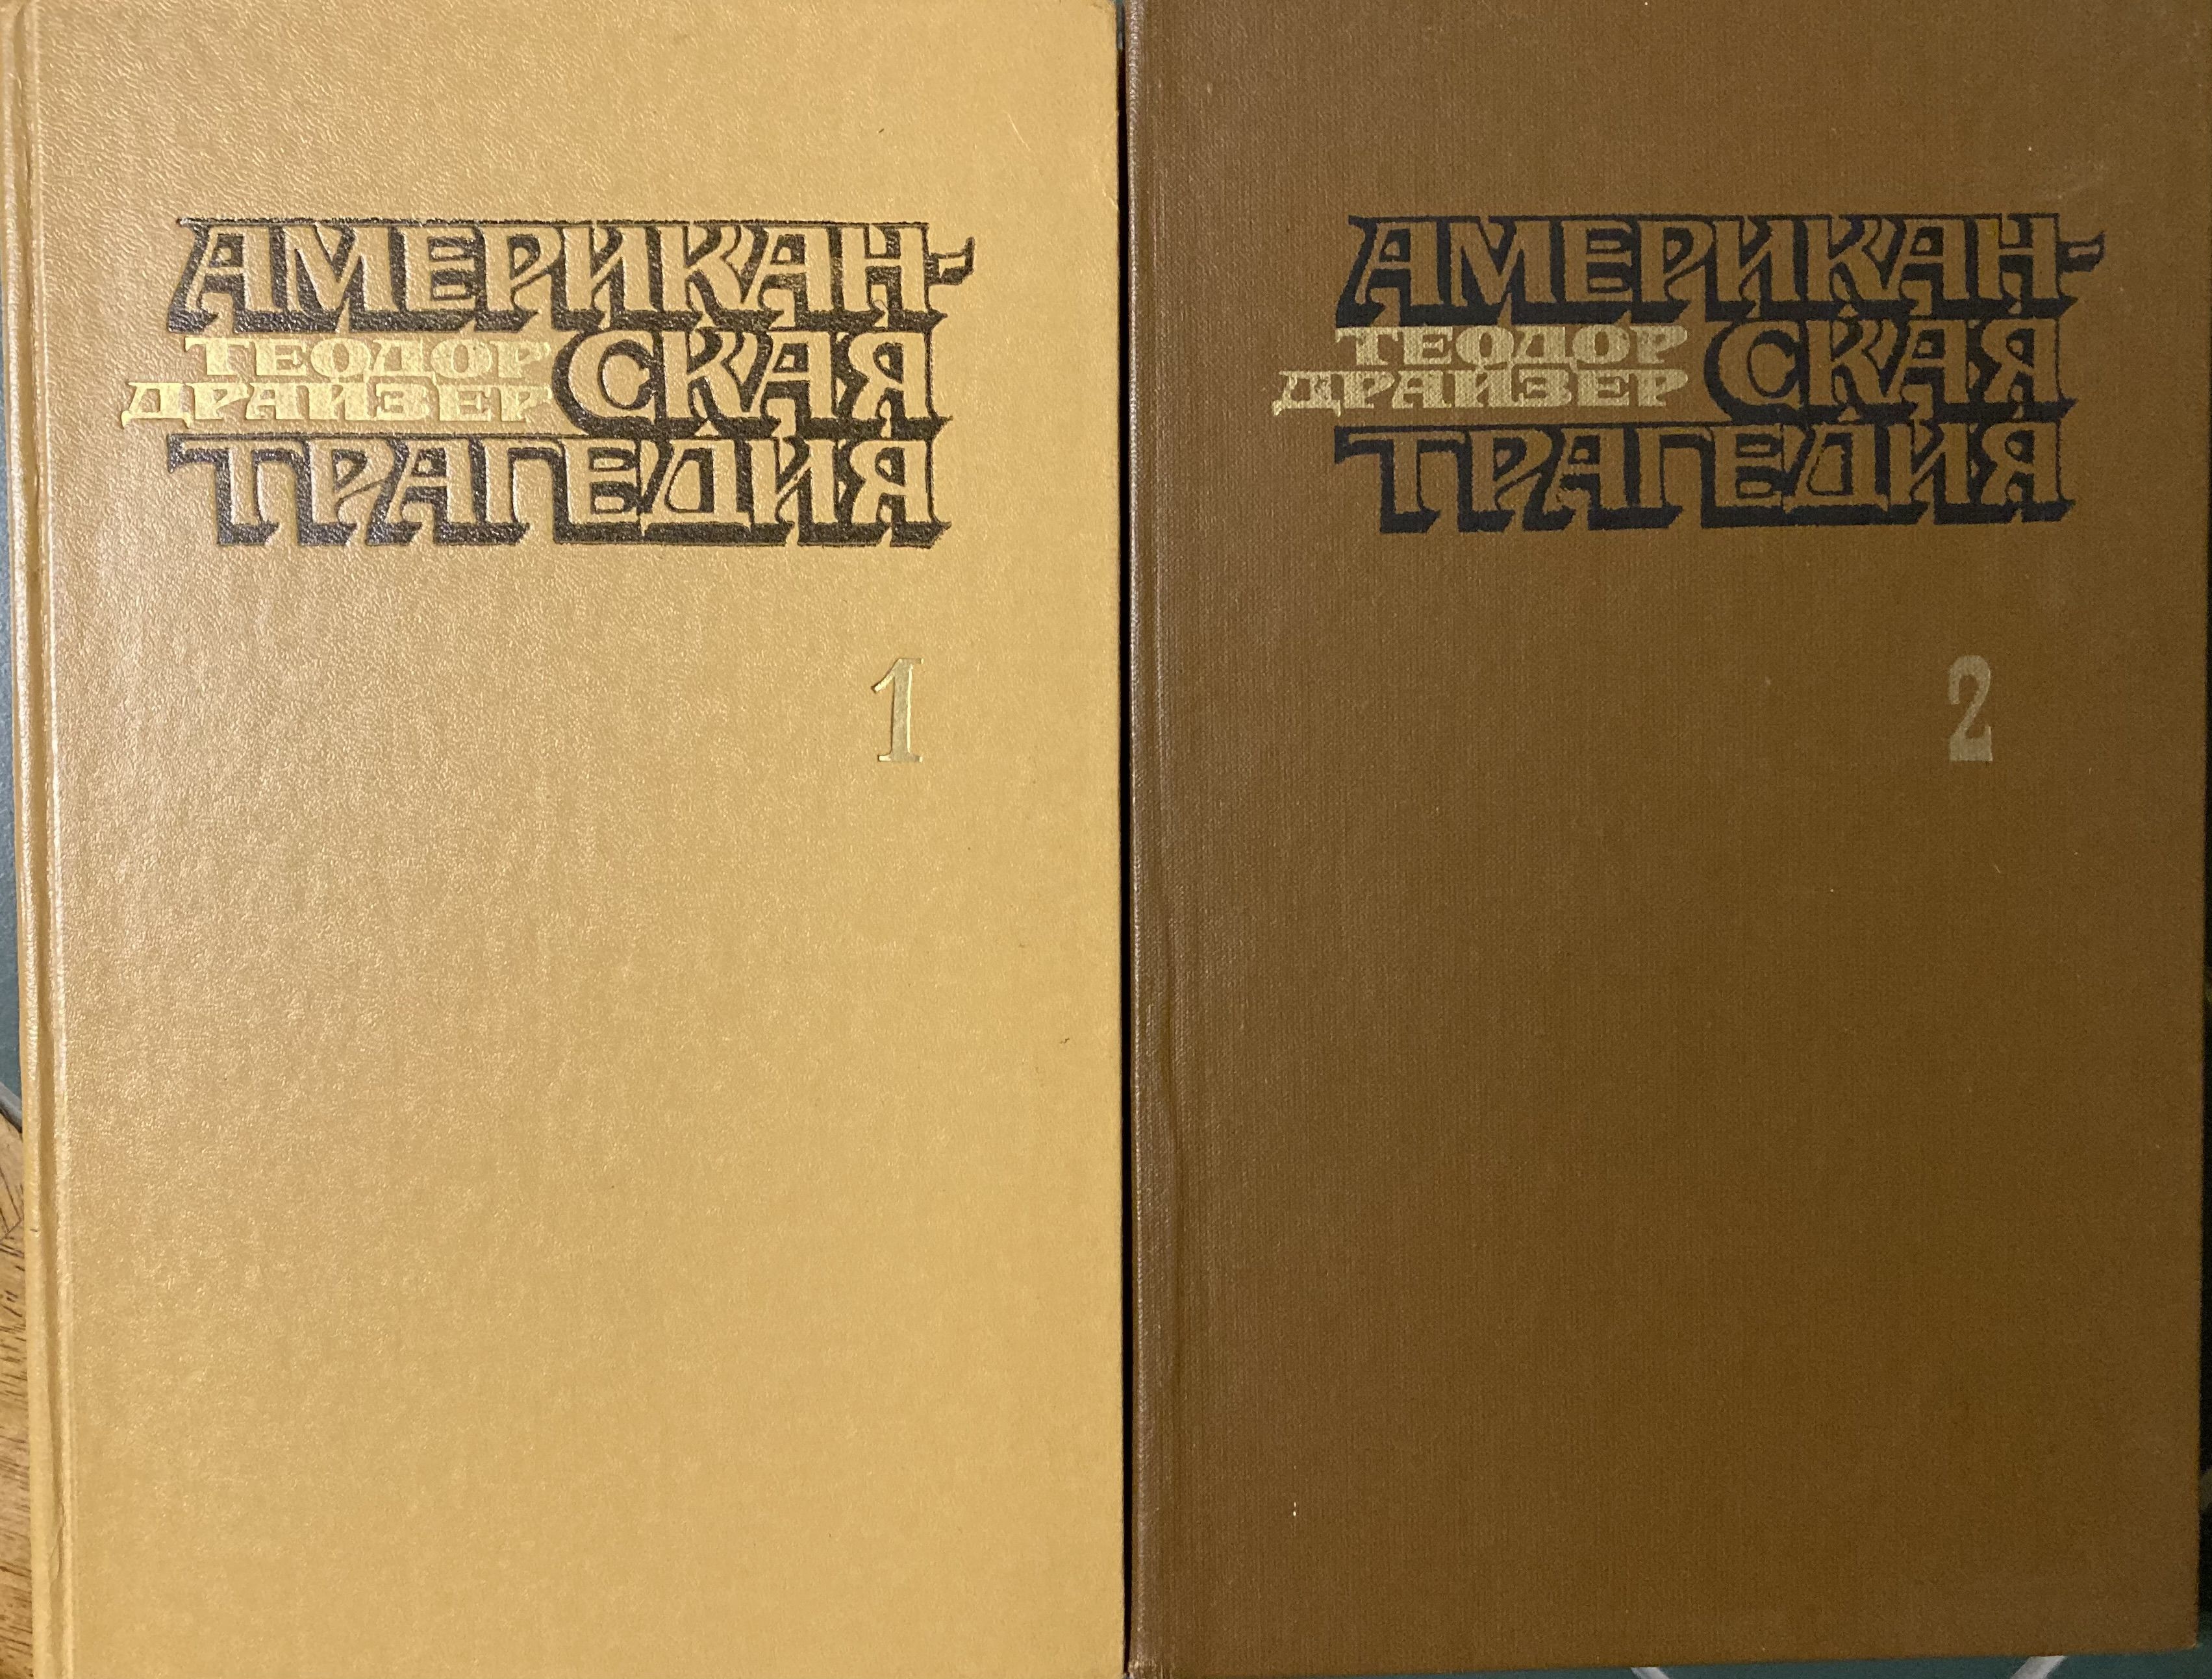 АМЕРИКАН-
ТЕОДОР
ДРАЙЗЕР
СКАЯ
ТРАГЕДИЯ
1
АМЕРИКАН-
ТЕОДОР
ДРАЙЗЕР
СКАЯ
ТРАГЕДИЯ
2